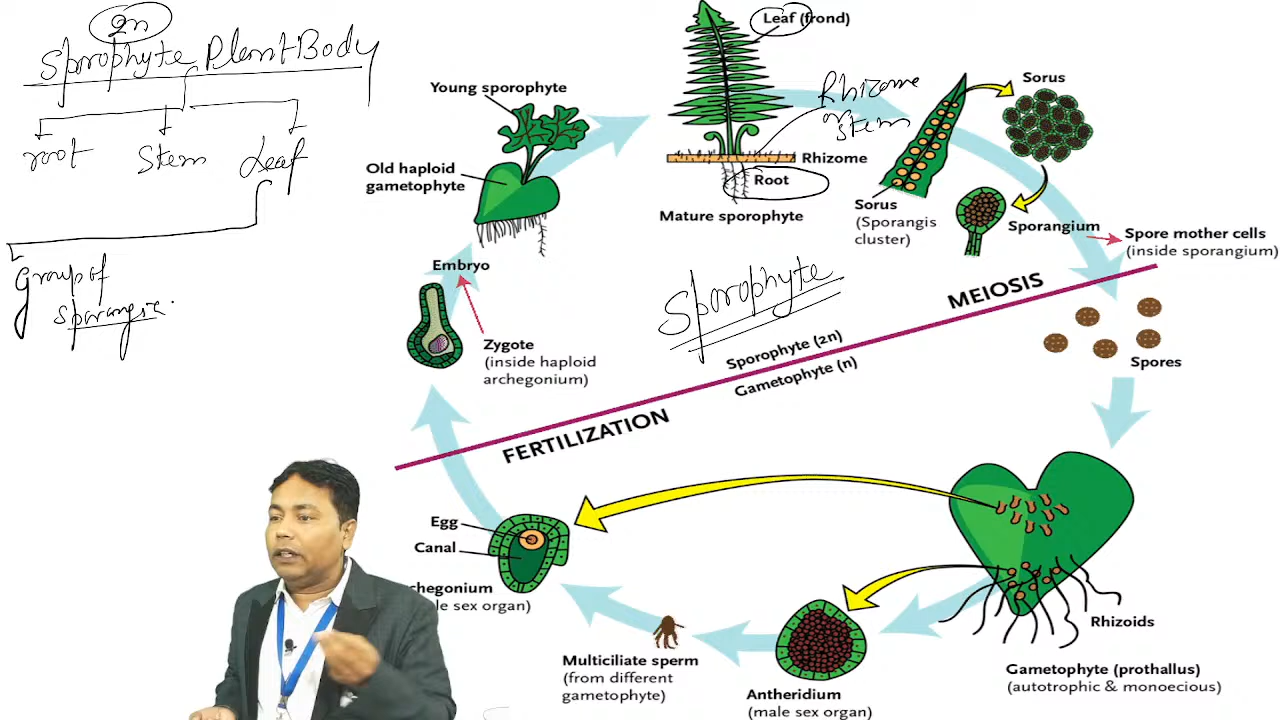 2n
Sporophyte Plant Body
root
Stem
Leaf
Group of
Sporangia.
Young sporophyte
Old haploid
gametophyte
Leaf (frond)
Rhizome
or
stem
Rhizome
Root
Mature sporophyte
Sorus
Sorus
(Sporangis
cluster)
Sporangium
Spore mother cells
(inside sporangium)
Embryo
Zygote
(inside haploid
archegonium)
Sporophyte
MEIOSIS
Sporophyte (2n)
Gametophyte (n)
FERTILIZATION
Spores
Egg
Canal
chegonium
le sex organ)
Multiciliate sperm
(from different
gametophyte)
Antheridium
(male sex organ)
Rhizoids
Gametophyte (prothallus)
(autotrophic & monoecious)